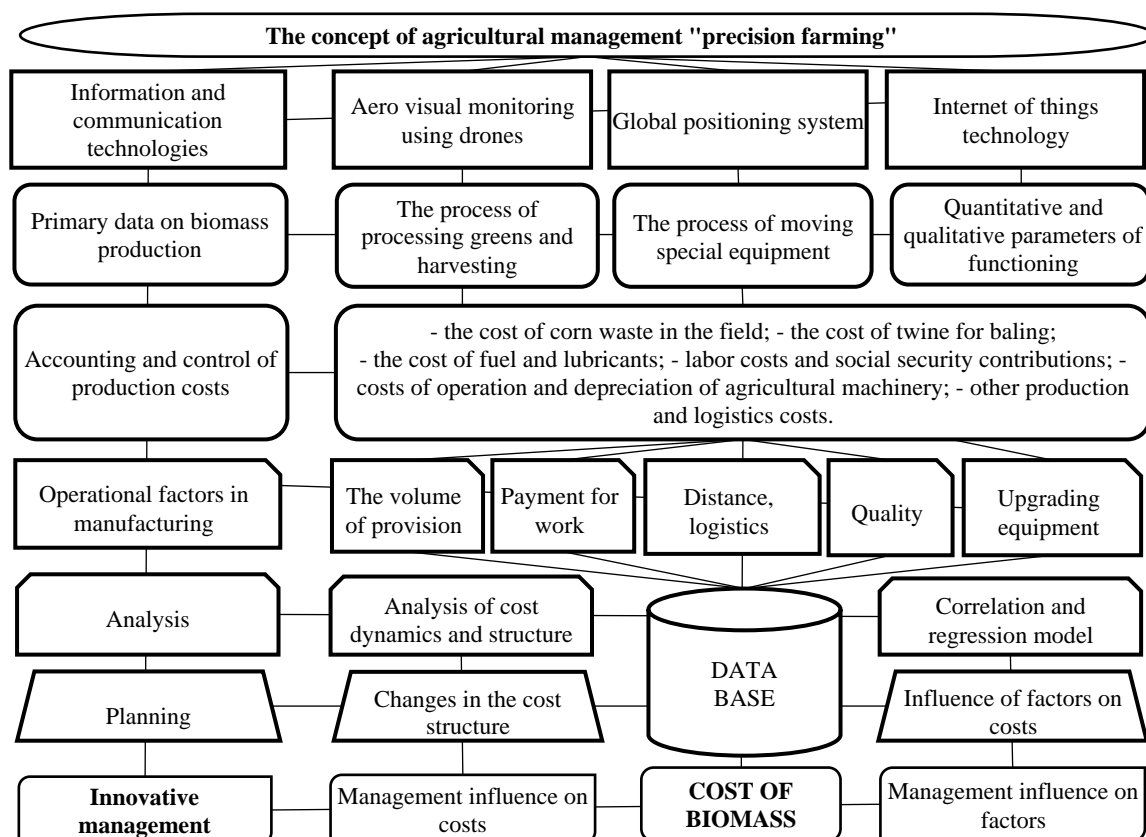 The concept of agricultural management "precision farming"
Information and
communication
technologies
Aero visual monitoring
using drones
Global positioning system
Internet of things
technology
Primary data on biomass
production
The process of
processing greens and
harvesting
The process of moving
special equipment
Quantitative and
qualitative parameters of
functioning
Accounting and control of
production costs
- the cost of corn waste in the field; - the cost of twine for baling;
- the cost of fuel and lubricants; - labor costs and social security contributions; -
costs of operation and depreciation of agricultural machinery; - other production
and logistics costs.
Operational factors in
manufacturing
The volume
of provision
Payment for
work
Distance,
logistics
Quality
Upgrading
equipment
Analysis
Analysis of cost
dynamics and structure
DATA
BASE
Correlation and
regression model
Planning
Changes in the cost
structure
Influence of factors on
costs
Innovative
management
Management influence on
costs
COST OF
BIOMASS
Management influence on
factors